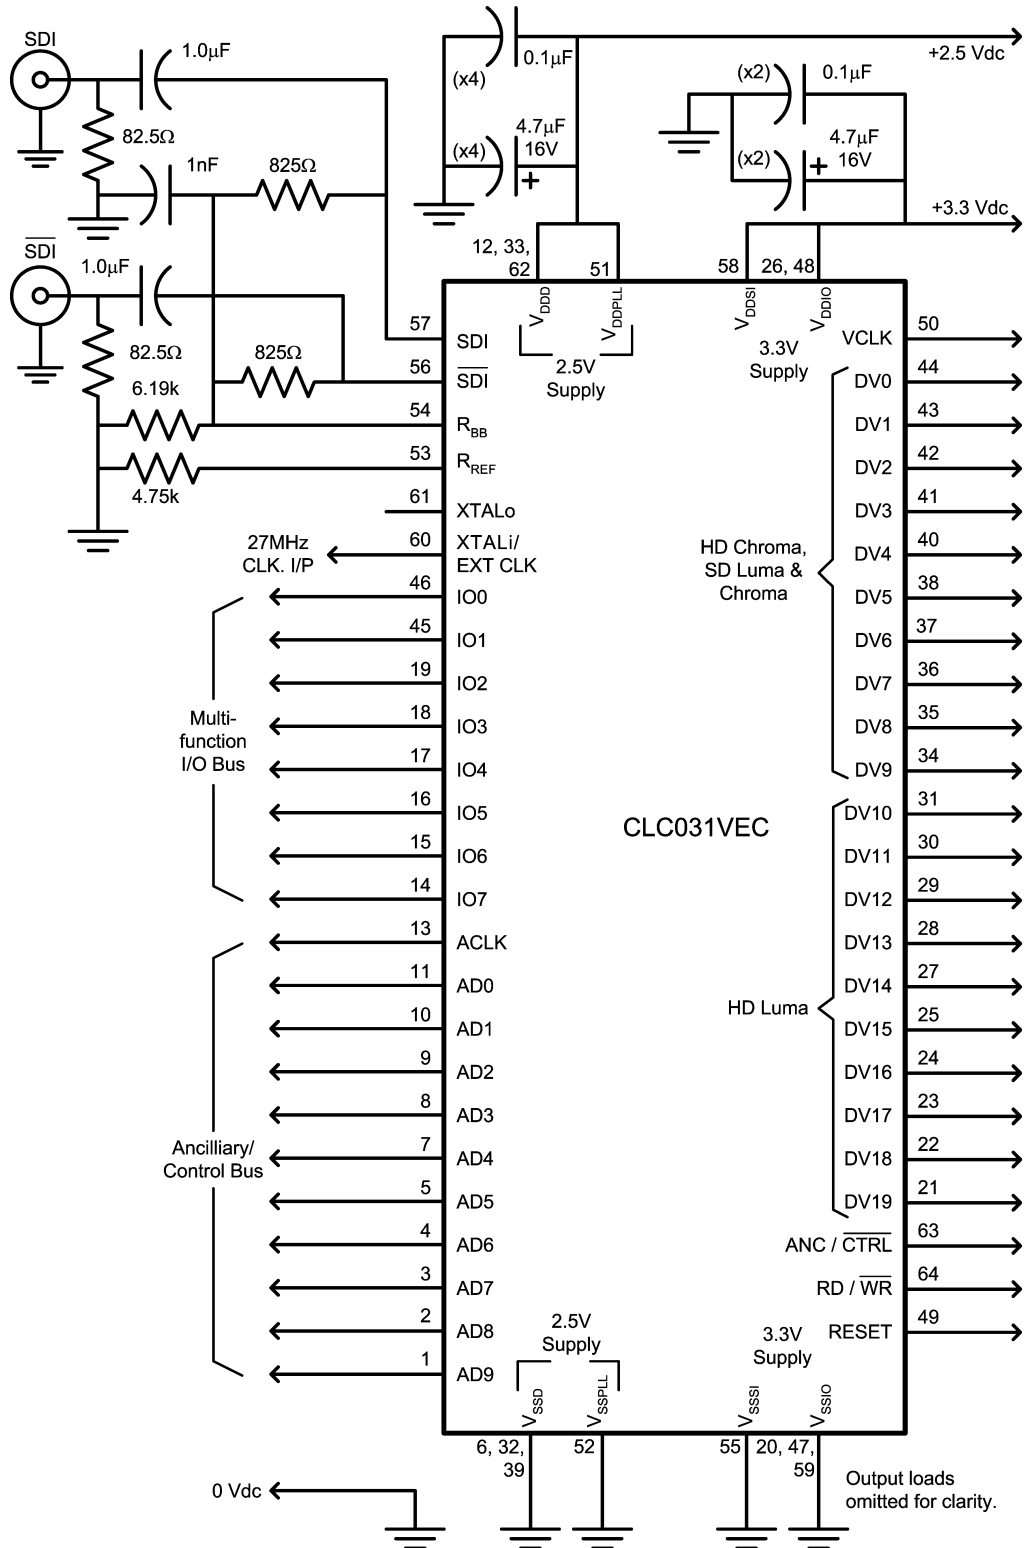 SDI
1.0µF
82.5Ω
1nF
825Ω
SDI
1.0µF
82.5Ω
825Ω
6.19k
4.75k
(x4)
0.1µF
(x4)
4.7µF
16V
+
+2.5 Vdc
(x2)
0.1µF
(x2)
4.7µF
16V
+
+3.3 Vdc
12, 33,
62
51
58
26, 48
VDDD
VDDPLL
VDDSI
VDDIO
2.5V
Supply
3.3V
Supply
57 SDI
56 SDI
54 RBB
53 RREF
61 XTALo
27MHz
CLK. I/P
60 XTALi/
EXT CLK
46 IO0
45 IO1
19 IO2
18 IO3
17 IO4
16 IO5
15 IO6
14 IO7
Multi-
function
I/O Bus
13 ACLK
11 AD0
10 AD1
9 AD2
8 AD3
7 AD4
5 AD5
4 AD6
3 AD7
2 AD8
1 AD9
Ancilliary/
Control Bus
CLC031VEC
VCLK 50
DV0 44
DV1 43
DV2 42
DV3 41
DV4 40
DV5 38
DV6 37
DV7 36
DV8 35
DV9 34
HD Chroma,
SD Luma &
Chroma
DV10 31
DV11 30
DV12 29
DV13 28
DV14 27
DV15 25
DV16 24
DV17 23
DV18 22
DV19 21
HD Luma
ANC / CTRL 63
RD / WR 64
RESET 49
2.5V
Supply
3.3V
Supply
VSSD
VSSPLL
VSSSI
VSSIO
6, 32,
39
52
55
20, 47,
59
0 Vdc
Output loads
omitted for clarity.